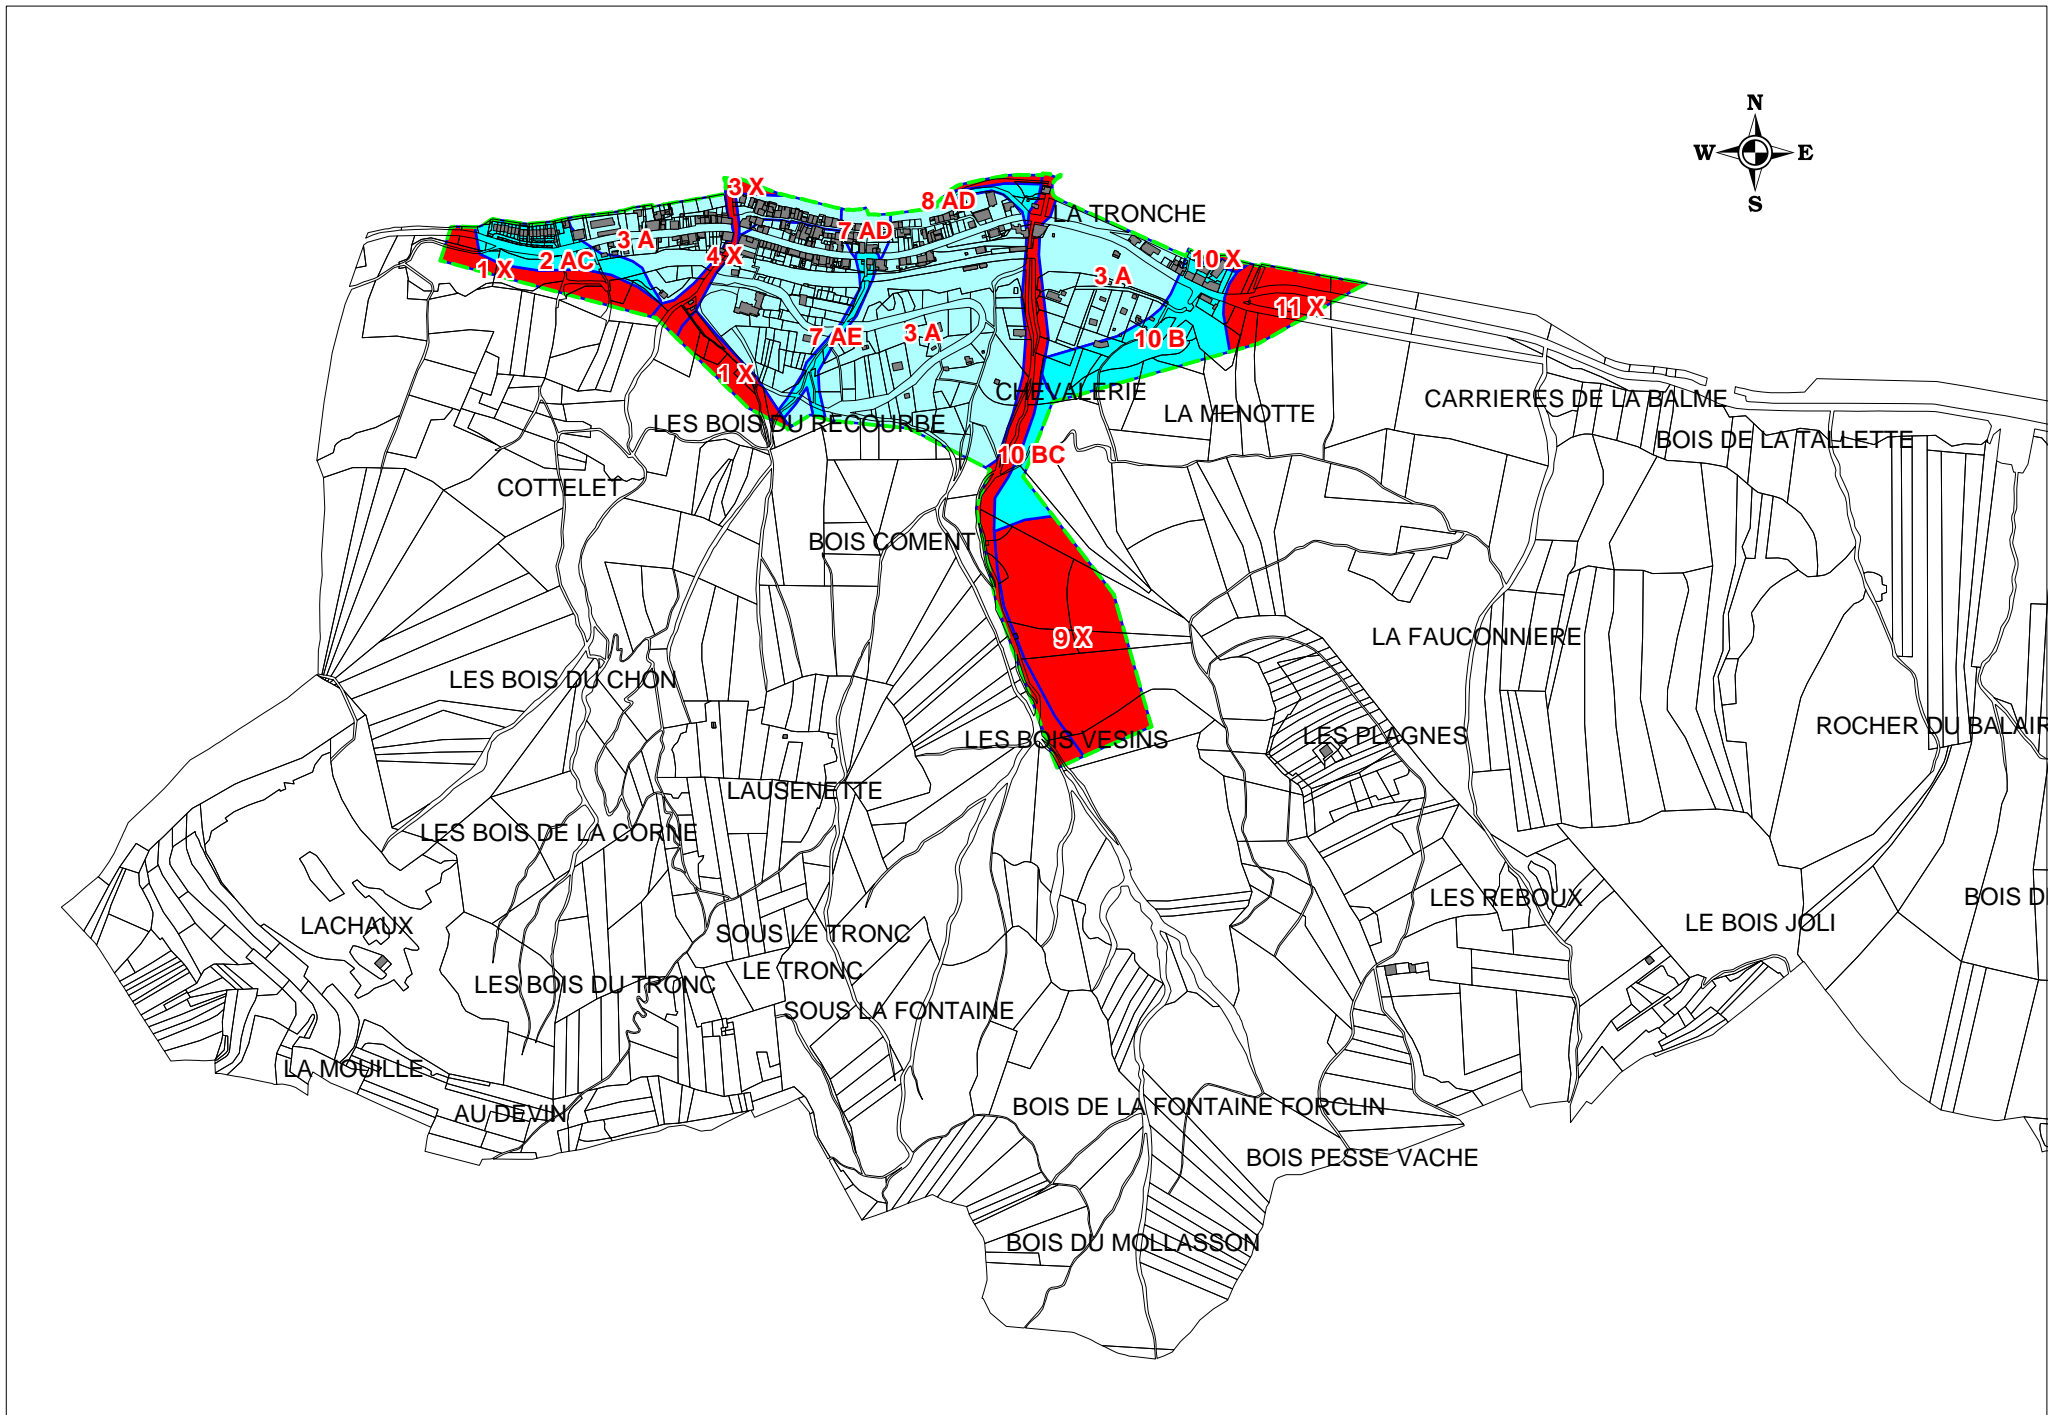 N
W E
S
3 X
8 AD
LA TRONCHE
7 AD
3 A
4 X
10 X
2 AC
1 X
3 A
11 X
7 AE
3 A
10 B
1 X
CHEVALERIE
CARRIERES DE LA BALME
LA MENOTTE
LES BOIS DU RECOURBE
BOIS DE LA TALLETTE
10 BC
COTTELET
BOIS COMENT
9 X
LA FAUCONNIERE
LES BOIS DU CHON
ROCHER DU BALAIR
LES BOIS VESINS
LES PLAGNES
LAUSENETTE
LES BOIS DE LA CORNE
LES REBOUX
BOIS
LACHAUX
LE BOIS JOLI
SOUS LE TRONC
LE TRONC
LES BOIS DU TRONC
SOUS LA FONTAINE
LA MOUILLE
AU DEVIN
BOIS DE LA FONTAINE FORCLIN
BOIS PESSE VACHE
BOIS DU MOLLASSON